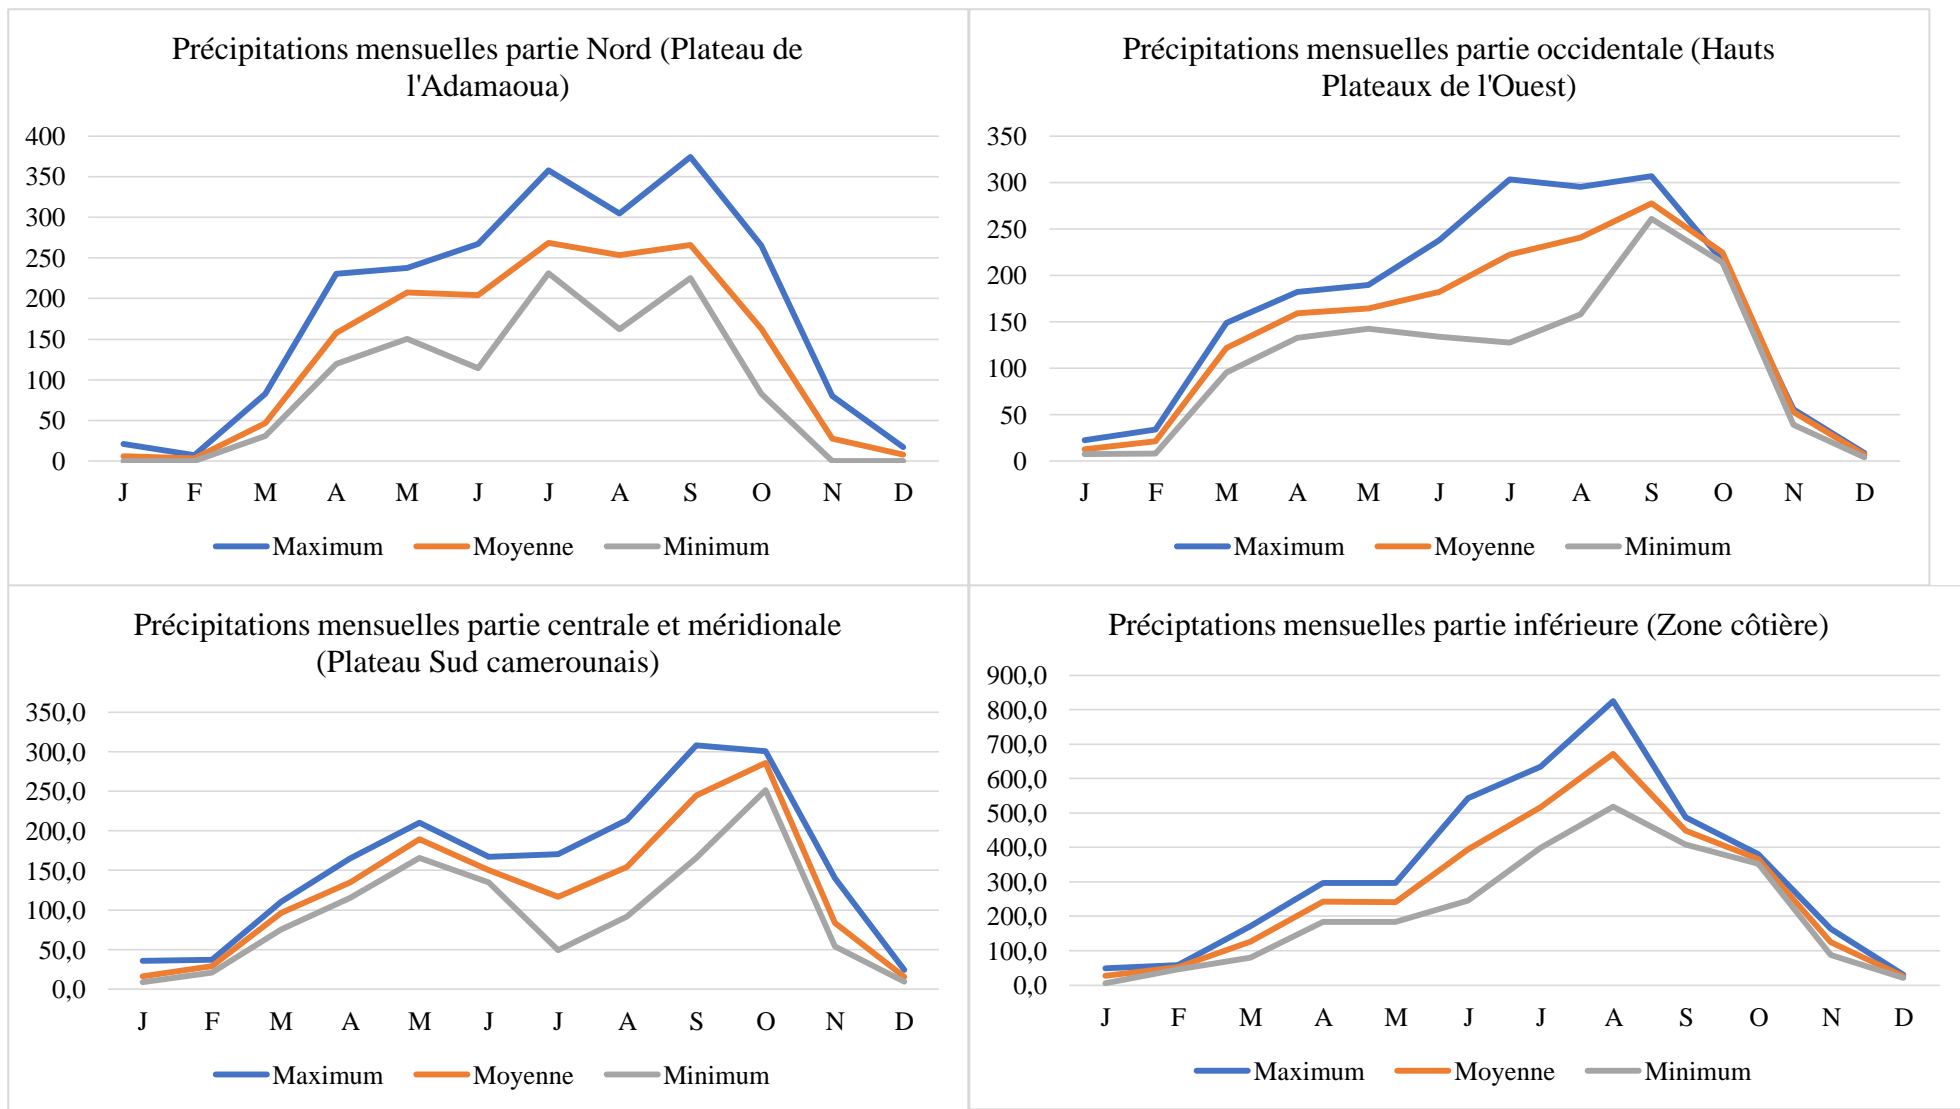 Précipitations mensuelles partie Nord (Plateau de
l'Adamaoua)
400
350
300
250
200
150
100
50
0
J F M A M J J A S O N D
Maximum Moyenne Minimum
Précipitations mensuelles partie occidentale (Hauts
Plateaux de l'Ouest)
350
300
250
200
150
100
50
0
J F M A M J J A S O N D
Maximum Moyenne Minimum
Précipitations mensuelles partie centrale et méridionale
(Plateau Sud camerounais)
350,0
300,0
250,0
200,0
150,0
100,0
50,0
0,0
J F M A M J J A S O N D
Maximum Moyenne Minimum
Préciptations mensuelles partie inférieure (Zone côtière)
900,0
800,0
700,0
600,0
500,0
400,0
300,0
200,0
100,0
0,0
J F M A M J J A S O N D
Maximum Moyenne Minimum